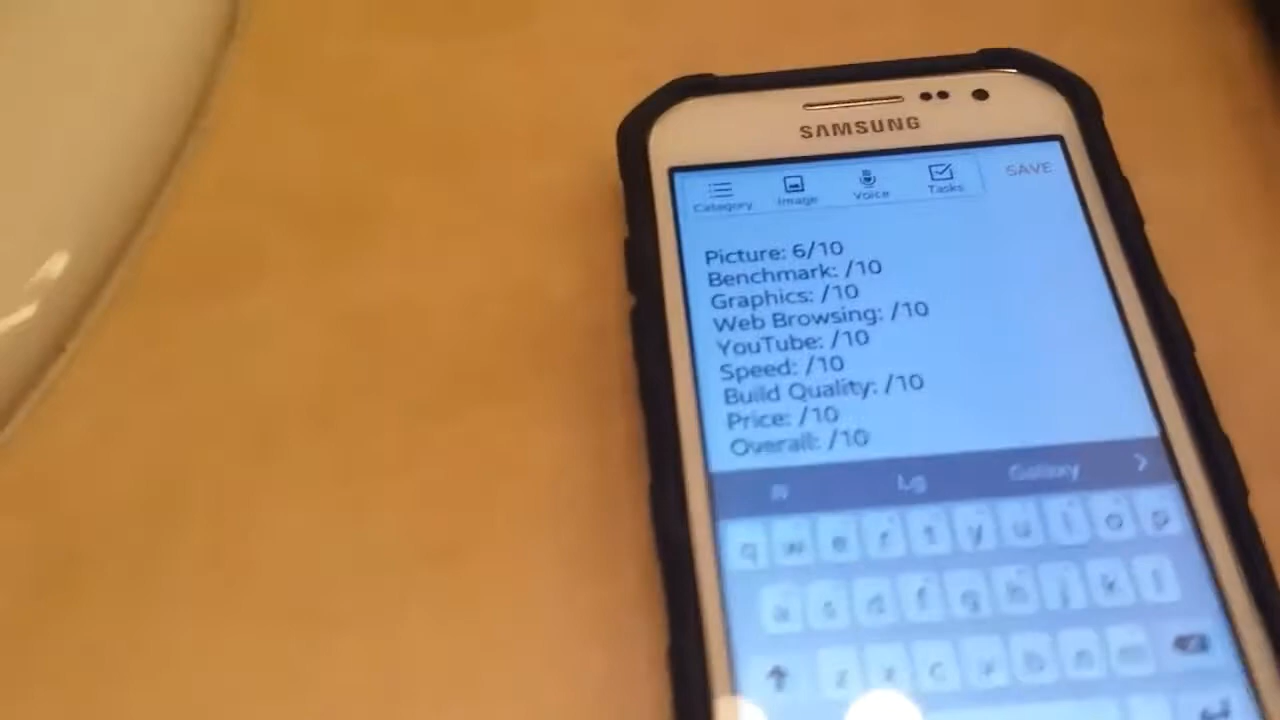 SAMSUNG
Category Image Voice Tasks SAVE
Picture: 6/10
Benchmark: /10
Graphics: /10
Web Browsing: /10
YouTube: /10
Speed: /10
Build Quality: /10
Price: /10
Overall: /10
Lg Galaxy
q w e r t y u i o p
a s d f g h j k l
z x c v b n m